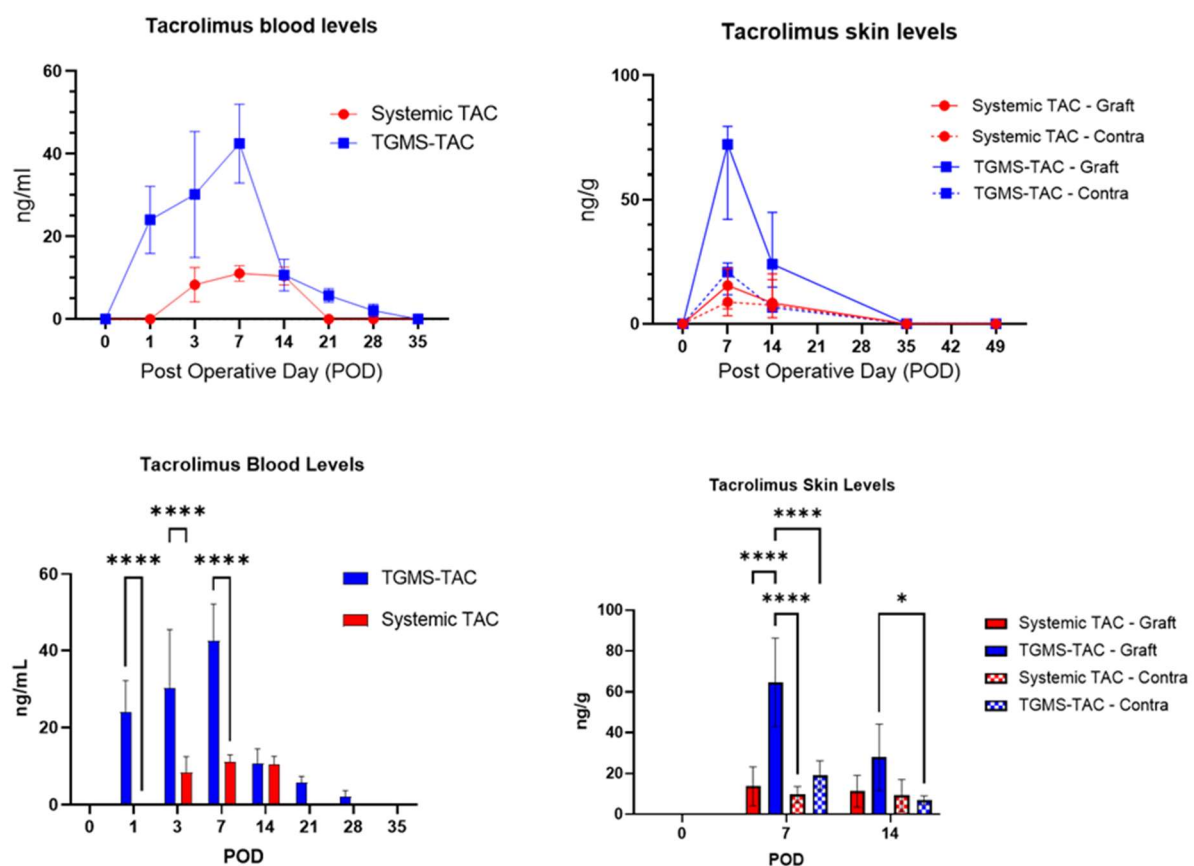 Tacrolimus blood levels
60
40
20
0
ng/ml
Systemic TAC
TGMS-TAC
0 1 3 7 14 21 28 35
Post Operative Day (POD)
Tacrolimus skin levels
100
50
0
ng/g
Systemic TAC - Graft
Systemic TAC - Contra
TGMS-TAC - Graft
TGMS-TAC - Contra
0 7 14 21 28 35 42 49
Post Operative Day (POD)
Tacrolimus Blood Levels
****
**** ****
60
40
20
0
ng/mL
TGMS-TAC
Systemic TAC
0 1 3 7 14 21 28 35
POD
Tacrolimus Skin Levels
****
****
**** *
100
80
60
40
20
0
ng/g
Systemic TAC - Graft
TGMS-TAC - Graft
Systemic TAC - Contra
TGMS-TAC - Contra
0 7 14
POD